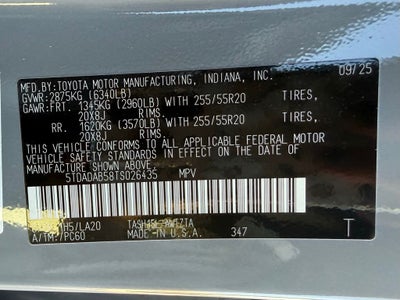 MFD. BY: TOYOTA MOTOR MANUFACTURING, INDIANA, INC. 09/25
GVWR: 2875KG (6340LB)
GAWR: FRT. 1345KG (2960LB) WITH 255/55R20 TIRES,
20X8J RIMS,
RR. 1620KG (3570LB) WITH 255/55R20 TIRES,
20X8J RIMS.
THIS VEHICLE CONFORMS TO ALL APPLICABLE FEDERAL MOTOR
VEHICLE SAFETY STANDARDS IN EFFECT ON THE DATE OF
MANUFACTURE SHOWN ABOVE.
5TDADAB58TS026435 MPV
/LA20
A/TM: /PC60 MADE IN U.S.A. 347 T